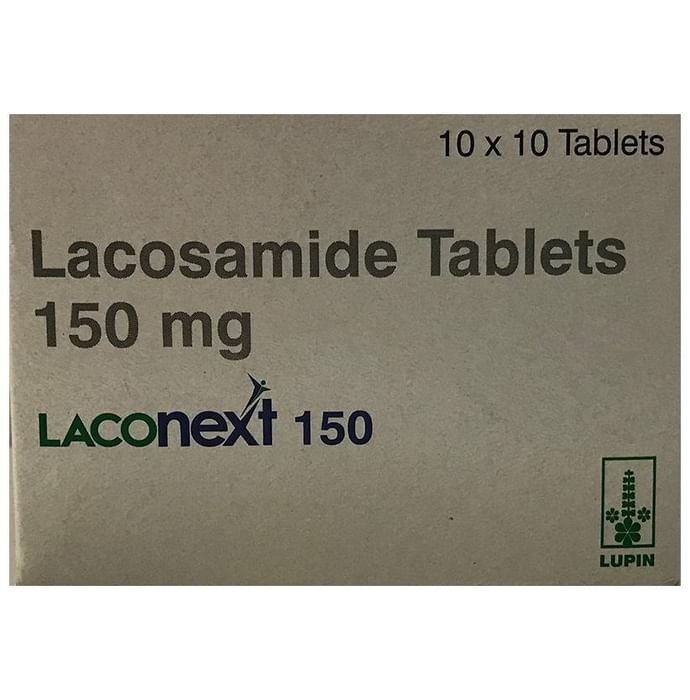 10 x 10 Tablets
Lacosamide Tablets
150 mg
LACOnext 150
LUPIN